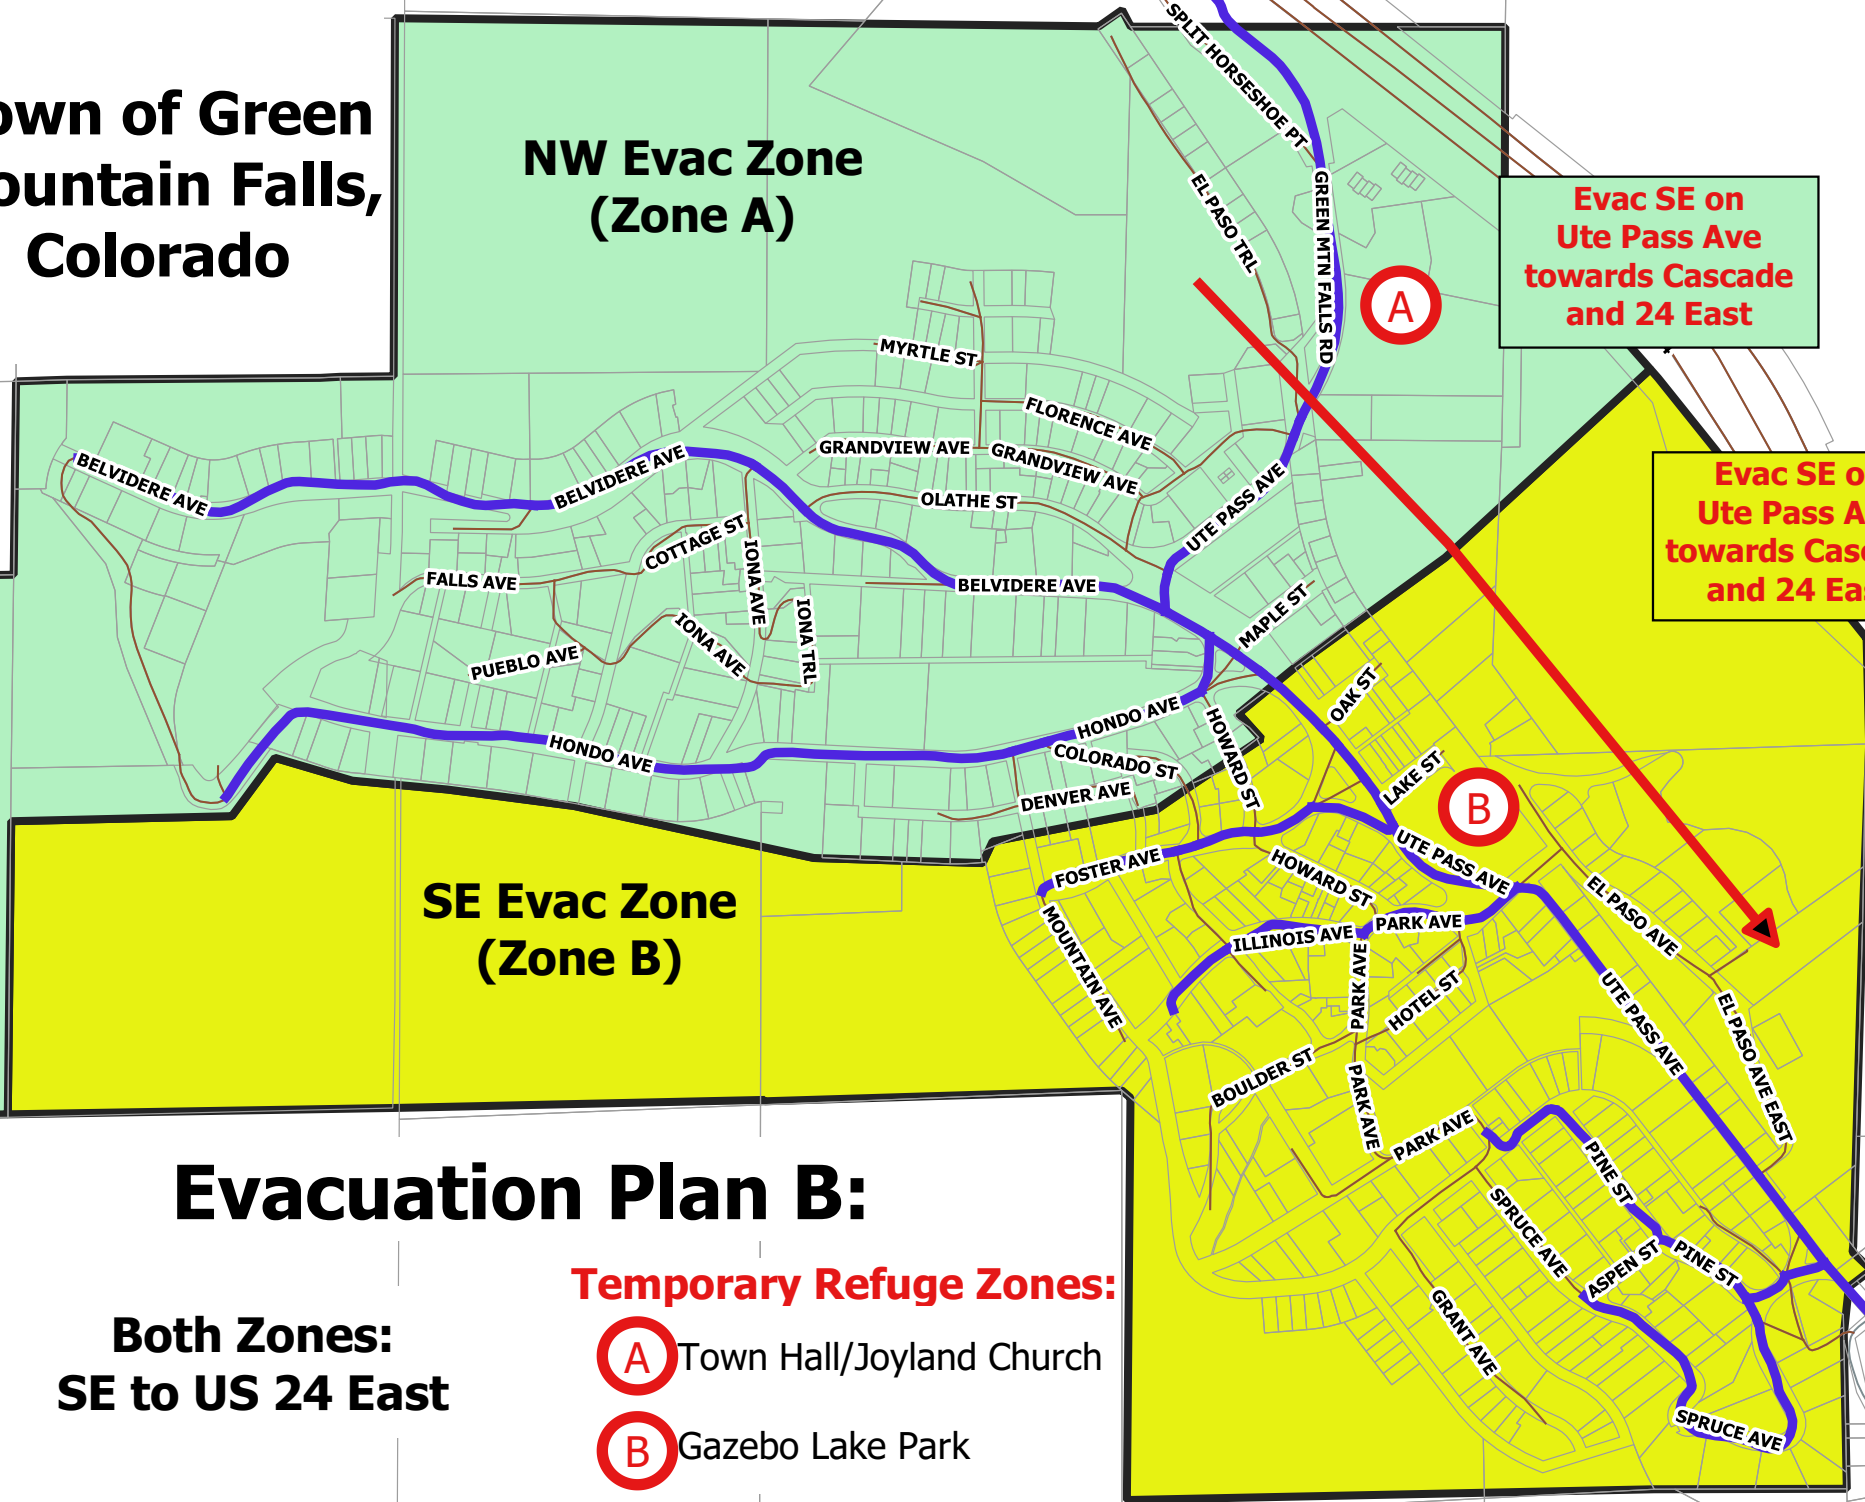 own of Green
ountain Falls,
Colorado
NW Evac Zone
(Zone A)
SPLIT HORSESHOE PT
EL PASO TRL
GREEN MTN FALLS RD
A
Evac SE on
Ute Pass Ave
towards Cascade
and 24 East
MYRTLE ST
FLORENCE AVE
GRANDVIEW AVE
GRANDVIEW AVE
BELVIDERE AVE
BELVIDERE AVE
OLATHE ST
UTE PASS AVE
COTTAGE ST
IONA AVE
FALLS AVE
BELVIDERE AVE
IONA TRL
MAPLE ST
PUEBLO AVE
IONA AVE
Evac SE o
Ute Pass A
towards Casc
and 24 Eas
OAK ST
HONDO AVE
HONDO AVE
HOWARD ST
COLORADO ST
DENVER AVE
LAKE ST
B
FOSTER AVE
UTE PASS AVE
HOWARD ST
SE Evac Zone
(Zone B)
MOUNTAIN AVE
ILLINOIS AVE
PARK AVE
EL PASO AVE
PARK AVE
HOTEL ST
UTE PASS AVE
EL PASO AVE EAST
BOULDER ST
PARK AVE
PARK AVE
PINE ST
SPRUCE AVE
ASPEN ST
PINE ST
GRANT AVE
SPRUCE AVE
Evacuation Plan B:
Both Zones:
SE to US 24 East
Temporary Refuge Zones:
A Town Hall/Joyland Church
B Gazebo Lake Park